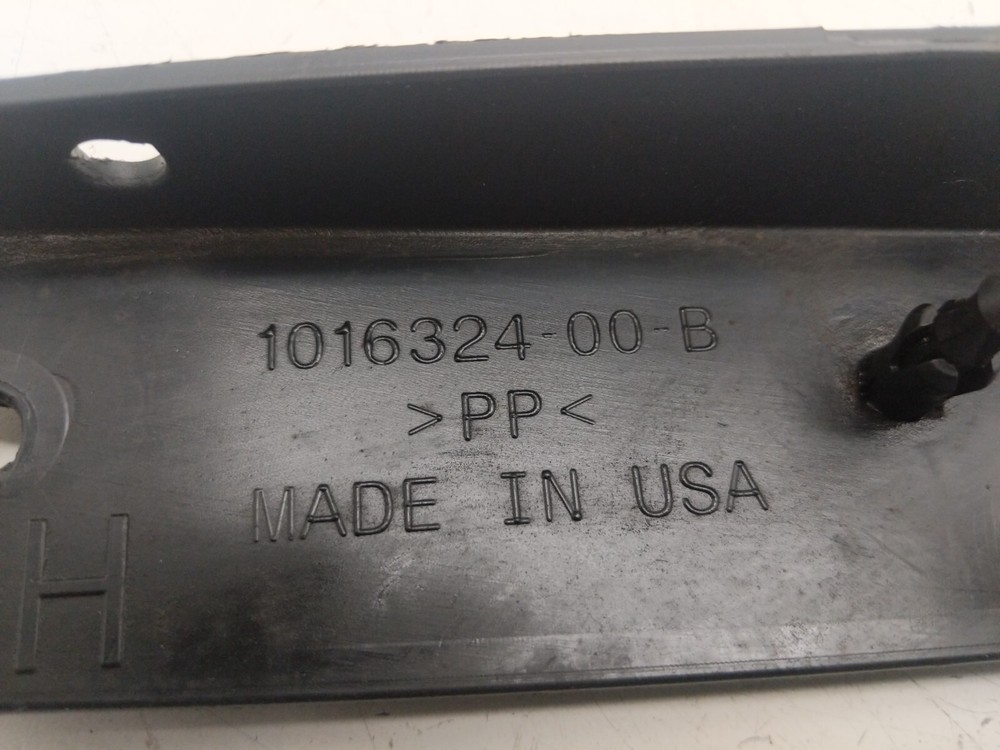 1016324-00-B
>PP<
MADE IN USA
H